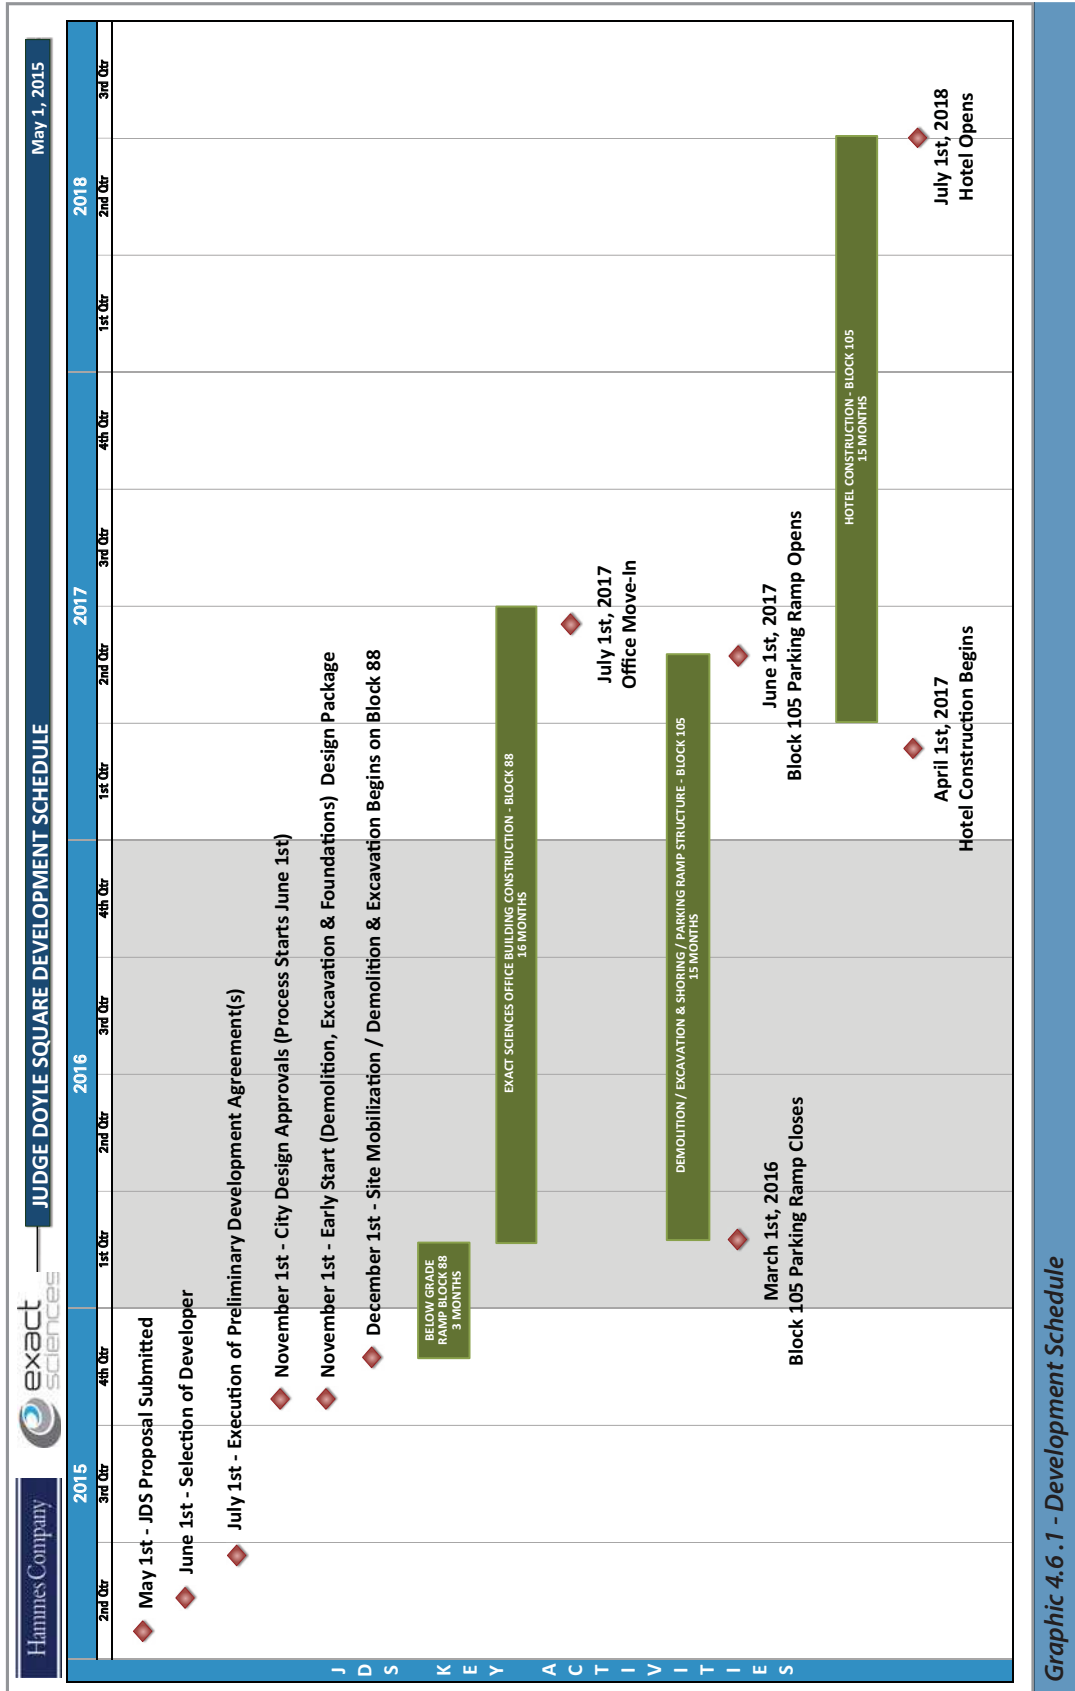 Hammes Company
exact
sciences
JUDGE DOYLE SQUARE DEVELOPMENT SCHEDULE
May 1, 2015
2015
2016
2017
2018
2nd Qtr
3rd Qtr
4th Qtr
1st Qtr
2nd Qtr
3rd Qtr
4th Qtr
1st Qtr
2nd Qtr
3rd Qtr
4th Qtr
1st Qtr
2nd Qtr
3rd Qtr
JDS KEY ACTIVITIES
May 1st - JDS Proposal Submitted
June 1st - Selection of Developer
July 1st - Execution of Preliminary Development Agreement(s)
November 1st - City Design Approvals (Process Starts June 1st)
November 1st - Early Start (Demolition, Excavation & Foundations) Design Package
December 1st - Site Mobilization / Demolition & Excavation Begins on Block 88
BELOW GRADE
RAMP BLOCK 88
3 MONTHS
EXACT SCIENCES OFFICE BUILDING CONSTRUCTION - BLOCK 88
16 MONTHS
July 1st, 2017
Office Move-In
DEMOLITION / EXCAVATION & SHORING / PARKING RAMP STRUCTURE - BLOCK 105
15 MONTHS
March 1st, 2016
Block 105 Parking Ramp Closes
June 1st, 2017
Block 105 Parking Ramp Opens
HOTEL CONSTRUCTION - BLOCK 105
15 MONTHS
April 1st, 2017
Hotel Construction Begins
July 1st, 2018
Hotel Opens
Graphic 4.6 .1 - Development Schedule